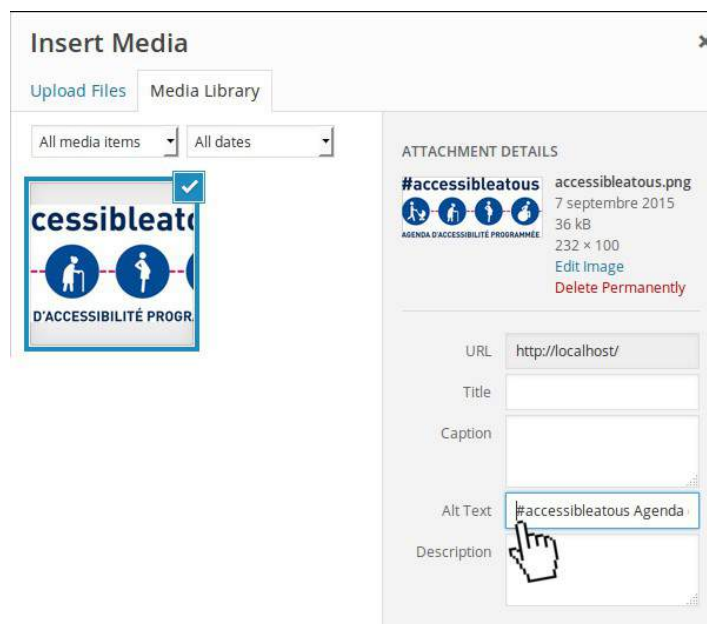 Insert Media
Upload Files Media Library
All media items All dates
cessibleato
D'ACCESSIBILITÉ PROGR
ATTACHMENT DETAILS
#accessibleatous
AGENDA D'ACCESSIBILITÉ PROGRAMMÉE
accessibleatous.png
7 septembre 2015
36 kB
232 × 100
Edit Image
Delete Permanently
URL http://localhost/
Title
Caption
Alt Text #accessibleatous Agenda
Description